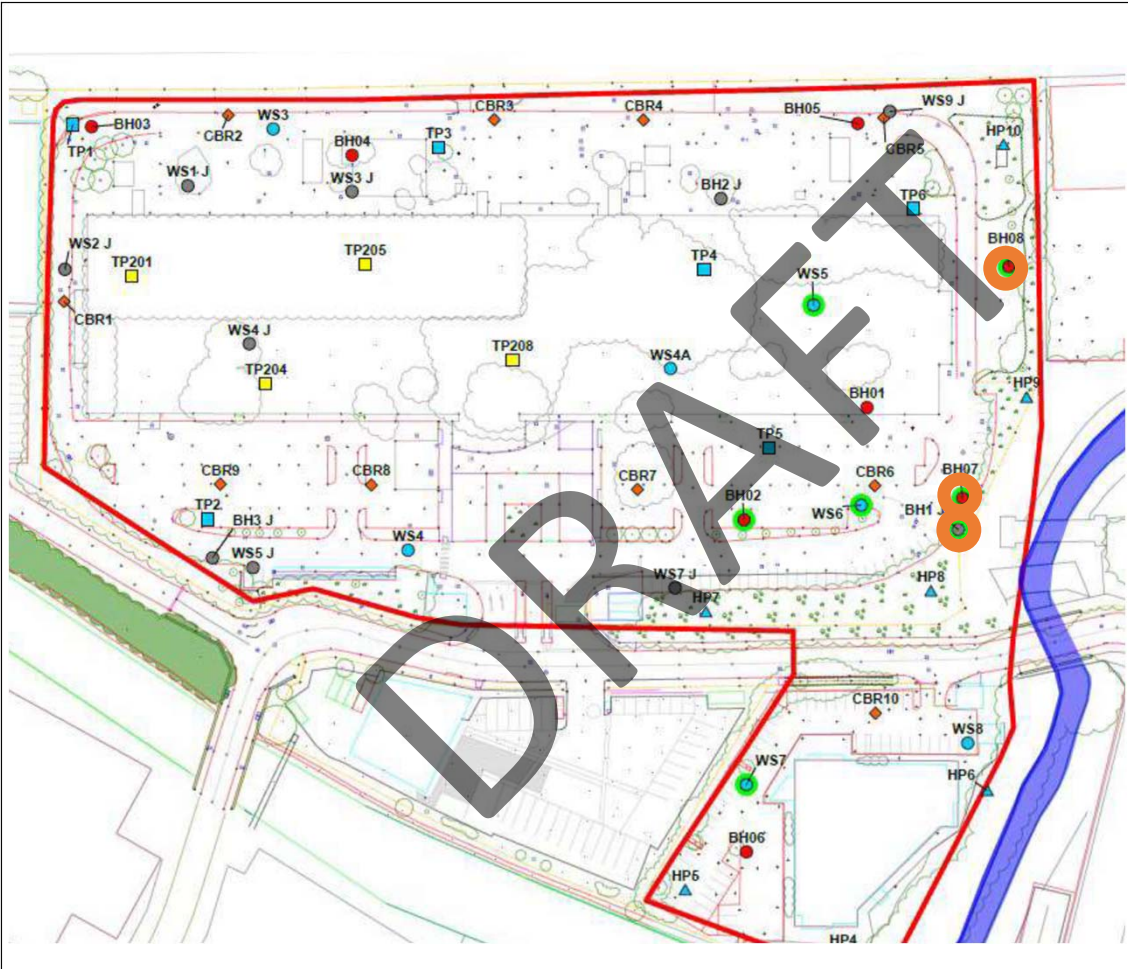 CBR3
CBR4
WS9 J
BH05
WS3
BH03
CBR2
TP1
TP3
HP10
BH04
CBR5
WS1 J
WS3 J
BH2 J
TP6
WS2 J
BH08
TP201
TP205
TP4
WS5
CBR1
WS4 J
TP204
TP208
WS4A
HP9
BH01
TP5
CBR9
CBR8
CBR7
CBR6
BH07
TP2
BH3 J
BH02
WS6
BH1 J
WS5 J
WS4
WS7 J
HP8
HP7
DRAFT
CBR10
WS8
WS7
HP6
BH06
HP5
HP4